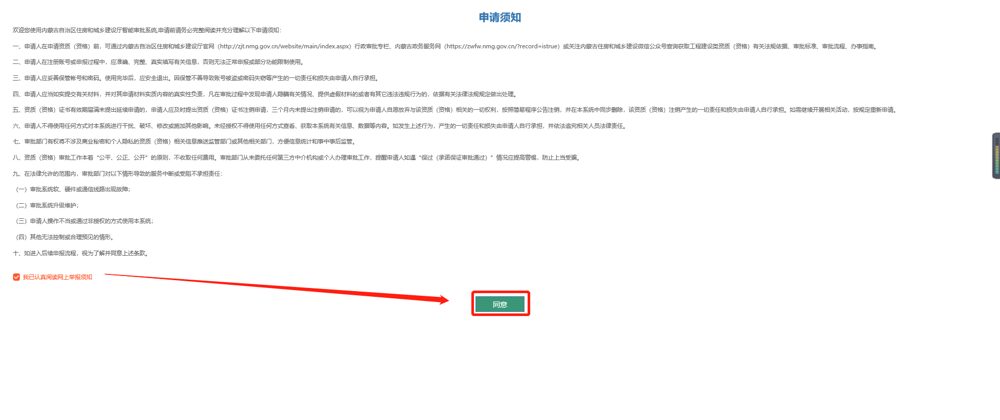 申请须知
欢迎您使用内蒙古自治区住房和城乡建设厅智能审批系统,申请前请务必完整阅读并充分理解以下申请须知：
一、申请人在申请资质（资格）前，可通过内蒙古自治区住房和城乡建设厅官网（http://zjt.nmg.gov.cn/website/main/index.aspx）行政审批专栏、内蒙古政务服务网（https://zwfw.nmg.gov.cn/?record=istrue）或关注内蒙古住房和城乡建设微信公众号查询获取工程建设类资质（资格）有关法规依据、审批标准、审批流程、办事指南。
二、申请人在注册账号或申报过程中，应准确、完整、真实填写有关信息，否则无法正常申报或部分功能限制使用。
三、申请人应妥善保管帐号和密码。使用完毕后，应安全退出。因保管不善导致账号被盗或密码失窃等产生的一切责任和损失由申请人自行承担。
四、申请人应当如实提交有关材料，并对其申请材料实质内容的真实性负责，凡在审批过程中发现申请人隐瞒有关情况、提供虚假材料的或者有其它违法违规行为的，依据有关法律法规规定做出处理。
五、资质（资格）证书有效期届满未提出延续申请的，申请人应及时提出资质（资格）证书注销申请，三个月内未提出注销申请的，可以视为申请人自愿放弃与该资质（资格）相关的一切权利，按照简易程序公告注销，并在本系统中同步删除，该资质（资格）注销产生的一切责任和损失由申请人自行承担。如需继续开展相关活动，按规定重新申请。
六、申请人不得使用任何方式对本系统进行干扰、破坏、修改或施加其他影响。未经授权不得使用任何方式查看、获取本系统有关信息、数据等内容。如发生上述行为，产生的一切责任和损失由申请人自行承担，并依法追究相关人员法律责任。
七、审批部门有权将不涉及商业秘密和个人隐私的资质（资格）相关信息推送监管部门或其他相关部门，方便信息统计和事中事后监管。
八、资质（资格）审批工作本着“公平、公正、公开”的原则，不收取任何费用。审批部门从未委托任何第三方中介机构或个人办理审批工作，提醒申请人如遇“保过（承诺保证审批通过）”情况应提高警惕，防止上当受骗。
九、在法律允许的范围内，审批部门对以下情形导致的服务中断或受阻不承担责任：
（一）审批系统软、硬件或通信线路出现故障；
（二）审批系统升级维护；
（三）申请人操作不当或通过非授权的方式使用本系统；
（四）其他无法控制或合理预见的情形。
十、如进入后续申报流程，视为了解并同意上述条款。
我已认真阅读网上举报须知
同意